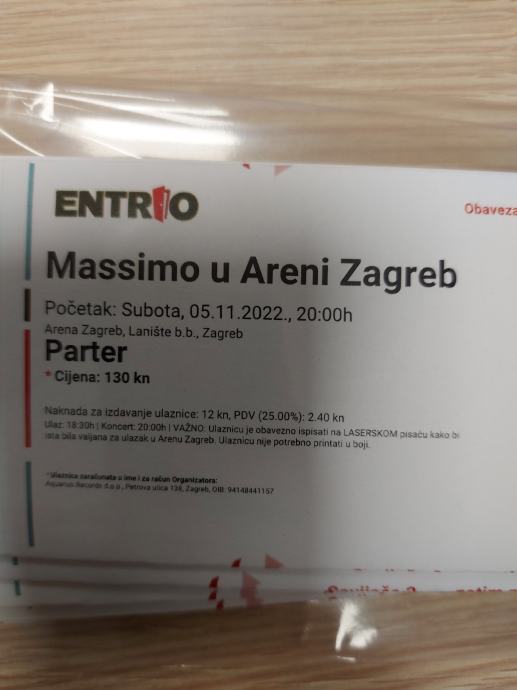 ENTRIO
Obaveza
Massimo u Areni Zagreb
Početak: Subota, 05.11.2022., 20:00h
Arena Zagreb, Lanište b.b., Zagreb
Parter
* Cijena: 130 kn
Naknada za izdavanje ulaznice: 12 kn, PDV (25.00%): 2.40 kn
Ulaz: 18:30h | Koncert: 20:00h | VAŽNO: Ulaznicu je obavezno ispisati na LASERSKOM pisaču kako bi
ista bila valjana za ulazak u Arenu Zagreb. Ulaznicu nije potrebno printati u boji.
* Ulaznica zaračunata u ime i za račun Organizatora:
Aquarius Records d.o.o., Petrova ulica 138, Zagreb, OIB: 94148441157